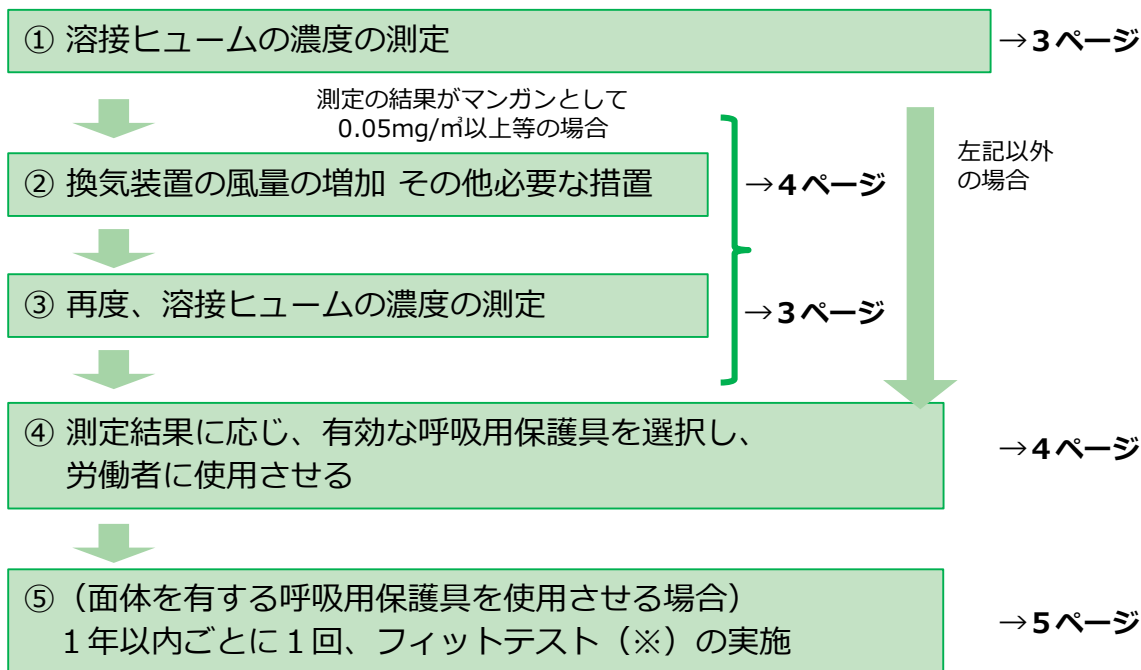 ① 溶接ヒュームの濃度の測定
→３ページ
測定の結果がマンガンとして
0.05mg/㎥以上等の場合
左記以外
の場合
② 換気装置の風量の増加 その他必要な措置
→４ページ
③ 再度、溶接ヒュームの濃度の測定
→３ページ
④ 測定結果に応じ、有効な呼吸用保護具を選択し、
労働者に使用させる
→４ページ
⑤（面体を有する呼吸用保護具を使用させる場合）
１年以内ごとに１回、フィットテスト（※）の実施
→５ページ